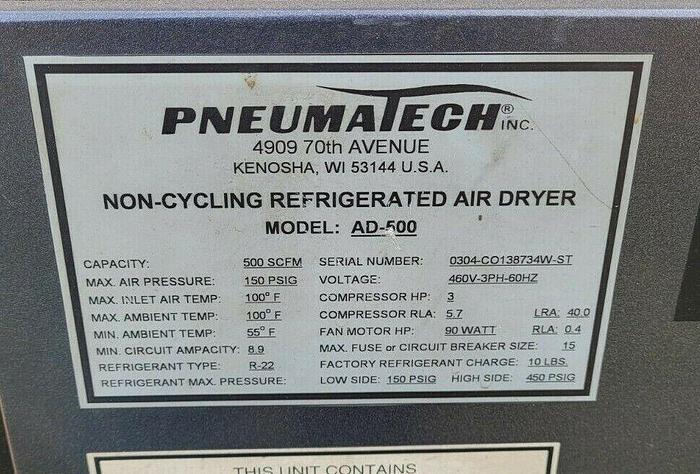 PNEUMATECH® INC.
4909 70th AVENUE
KENOSHA, WI 53144 U.S.A.
NON-CYCLING REFRIGERATED AIR DRYER
MODEL: AD-500
CAPACITY: 500 SCFM SERIAL NUMBER: 0304-CO138734W-ST
MAX. AIR PRESSURE: 150 PSIG VOLTAGE: 460V-3PH-60HZ
MAX. INLET AIR TEMP: 100° F COMPRESSOR HP: 3
MAX. AMBIENT TEMP: 100° F COMPRESSOR RLA: 5.7 LRA: 40.0
MIN. AMBIENT TEMP: 55° F FAN MOTOR HP: 90 WATT RLA: 0.4
MIN. CIRCUIT AMPACITY: 8.9 MAX. FUSE or CIRCUIT BREAKER SIZE: 15
REFRIGERANT TYPE: R-22 FACTORY REFRIGERANT CHARGE: 10 LBS.
REFRIGERANT MAX. PRESSURE: LOW SIDE: 150 PSIG HIGH SIDE: 450 PSIG
THIS UNIT CONTAINS